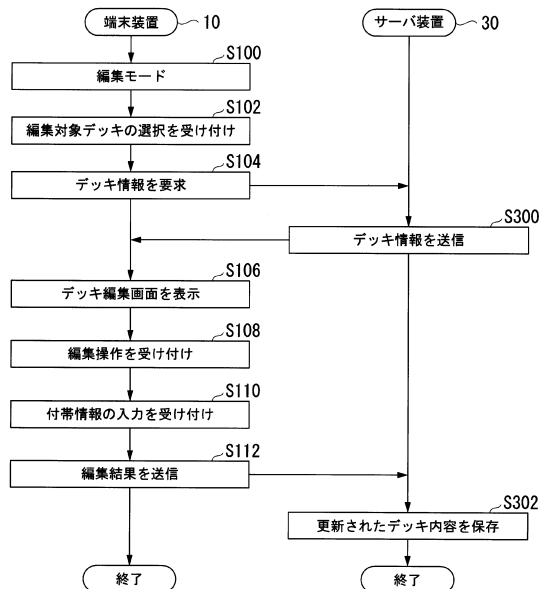 端末装置 10
サーバ装置 30
S100
編集モード
S102
編集対象デッキの選択を受け付け
S104
デッキ情報を要求
S300
デッキ情報を送信
S106
デッキ編集画面を表示
S108
編集操作を受け付け
S110
付帯情報の入力を受け付け
S112
編集結果を送信
S302
更新されたデッキ内容を保存
終了
終了